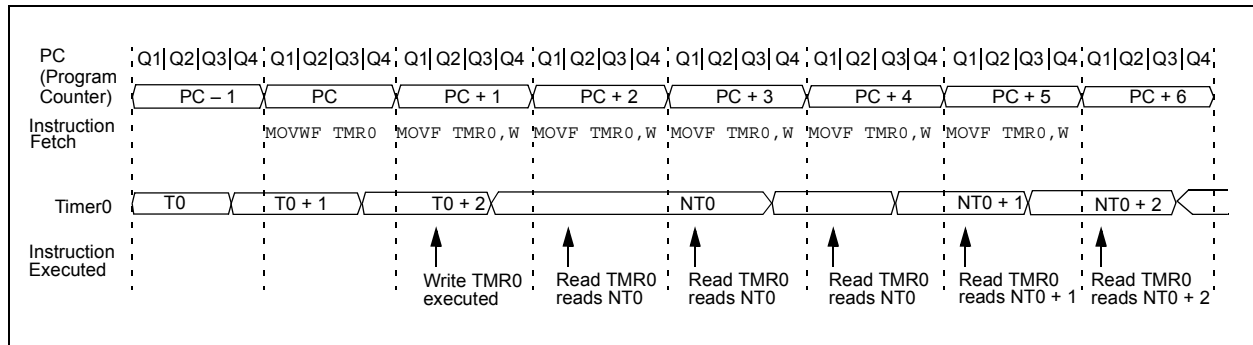 PC
(Program
Counter)
Q1|Q2|Q3|Q4 Q1|Q2|Q3|Q4 Q1|Q2|Q3|Q4 Q1|Q2|Q3|Q4 Q1|Q2|Q3|Q4 Q1|Q2|Q3|Q4 Q1|Q2|Q3|Q4 Q1|Q2|Q3|Q4
PC – 1 PC PC + 1 PC + 2 PC + 3 PC + 4 PC + 5 PC + 6
Instruction
Fetch
MOVWF TMR0 MOVF TMR0,W MOVF TMR0,W MOVF TMR0,W MOVF TMR0,W MOVF TMR0,W
Timer0
T0 T0 + 1 T0 + 2 NT0 NT0 + 1 NT0 + 2
Instruction
Executed
Write TMR0
executed
Read TMR0
reads NT0
Read TMR0
reads NT0
Read TMR0
reads NT0
Read TMR0
reads NT0 + 1
Read TMR0
reads NT0 + 2